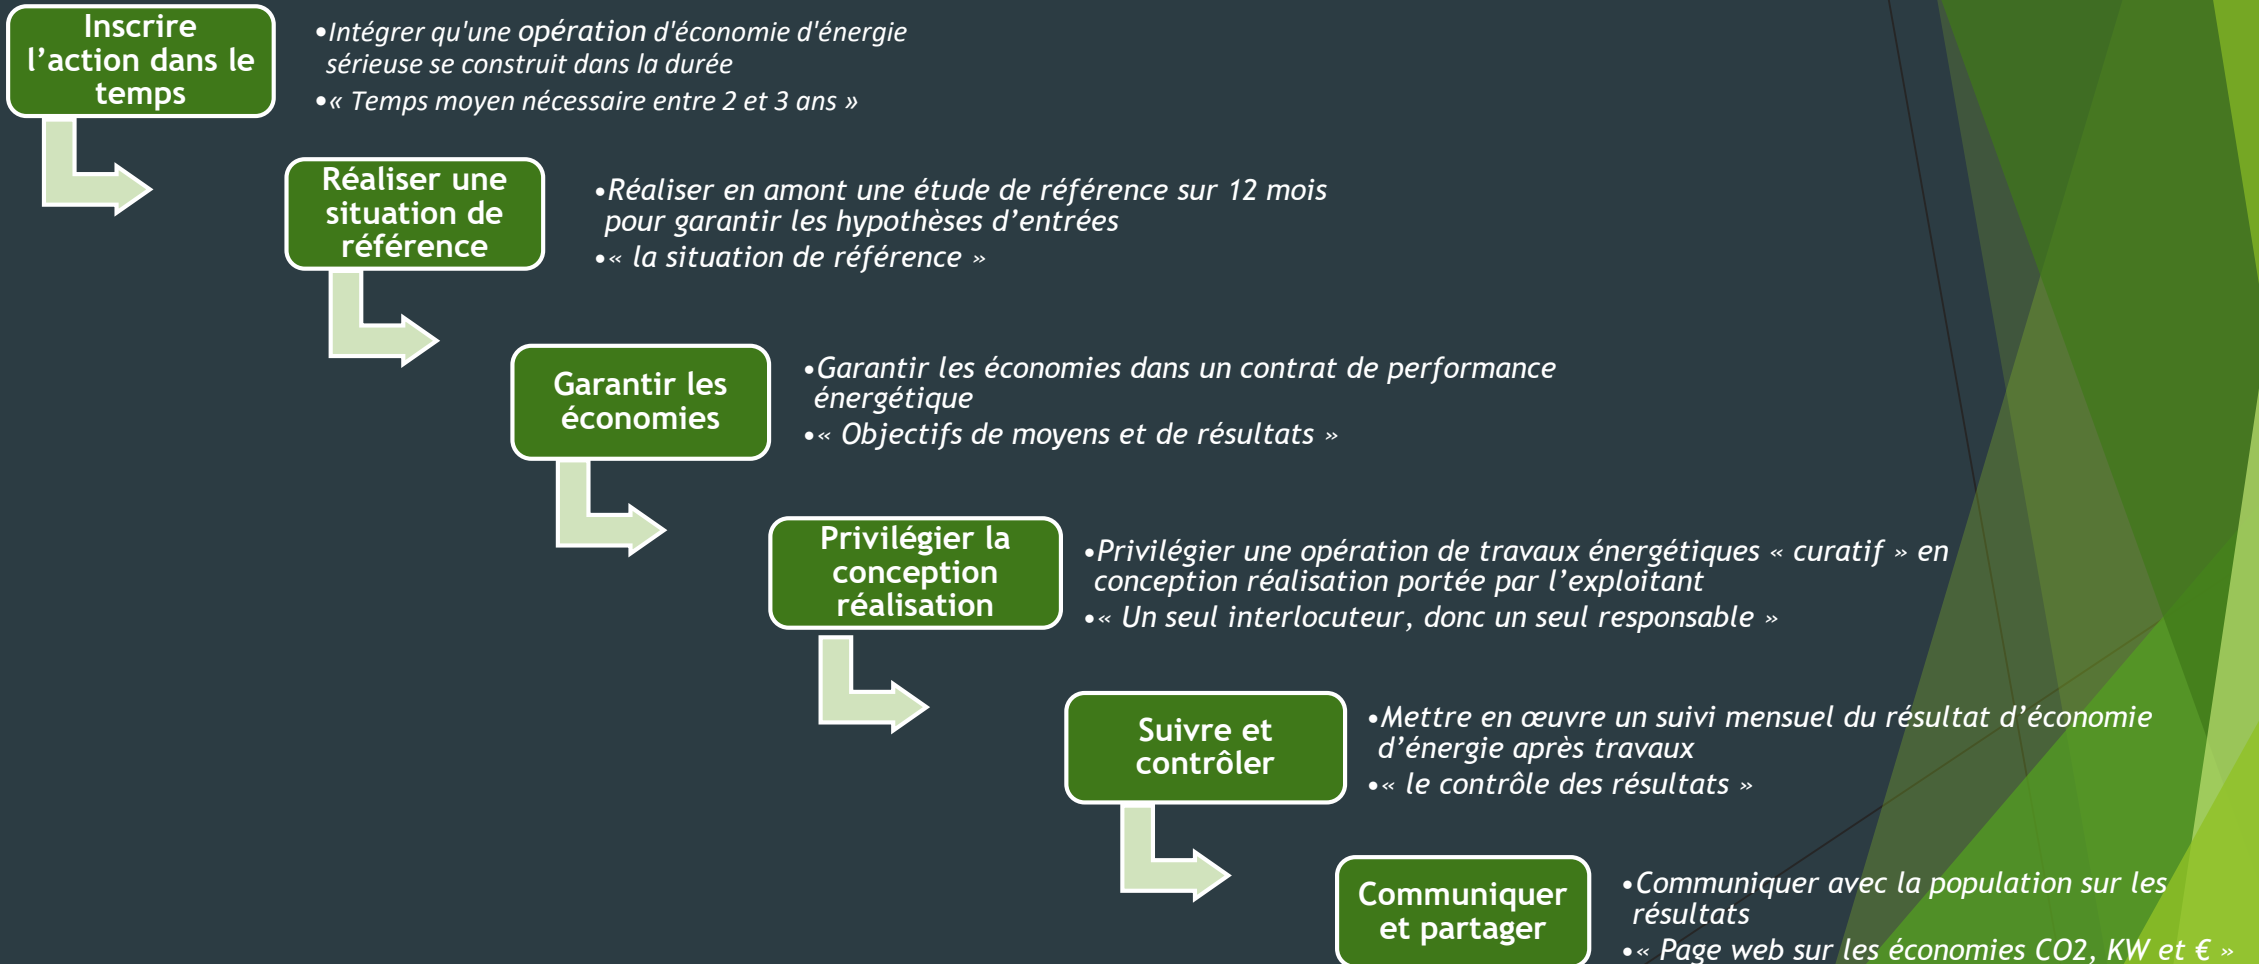 Inscrire
l’action dans le
temps
•Intégrer qu'une opération d'économie d'énergie
sérieuse se construit dans la durée
•« Temps moyen nécessaire entre 2 et 3 ans »
Réaliser une
situation de
référence
•Réaliser en amont une étude de référence sur 12 mois
pour garantir les hypothèses d’entrées
•« la situation de référence »
Garantir les
économies
•Garantir les économies dans un contrat de performance
énergétique
•« Objectifs de moyens et de résultats »
Privilégier la
conception
réalisation
•Privilégier une opération de travaux énergétiques « curatif » en
conception réalisation portée par l’exploitant
•« Un seul interlocuteur, donc un seul responsable »
Suivre et
contrôler
•Mettre en œuvre un suivi mensuel du résultat d’économie
d’énergie après travaux
•« le contrôle des résultats »
Communiquer
et partager
•Communiquer avec la population sur les
résultats
•« Page web sur les économies CO2, KW et € »